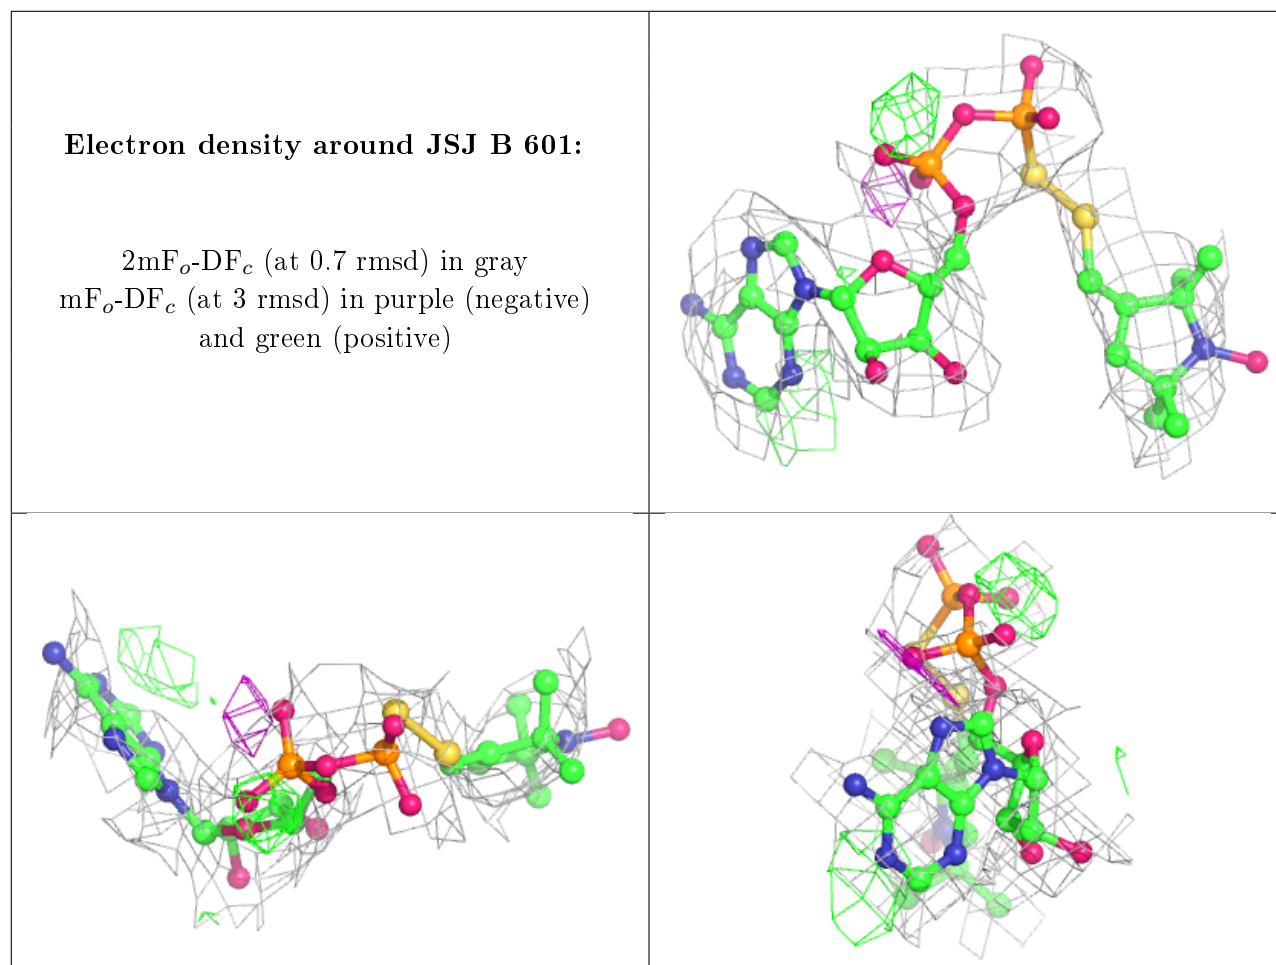 Electron density around JSJ B 601:
2mFo-DFc (at 0.7 rmsd) in gray
mFo-DFc (at 3 rmsd) in purple (negative)
and green (positive)